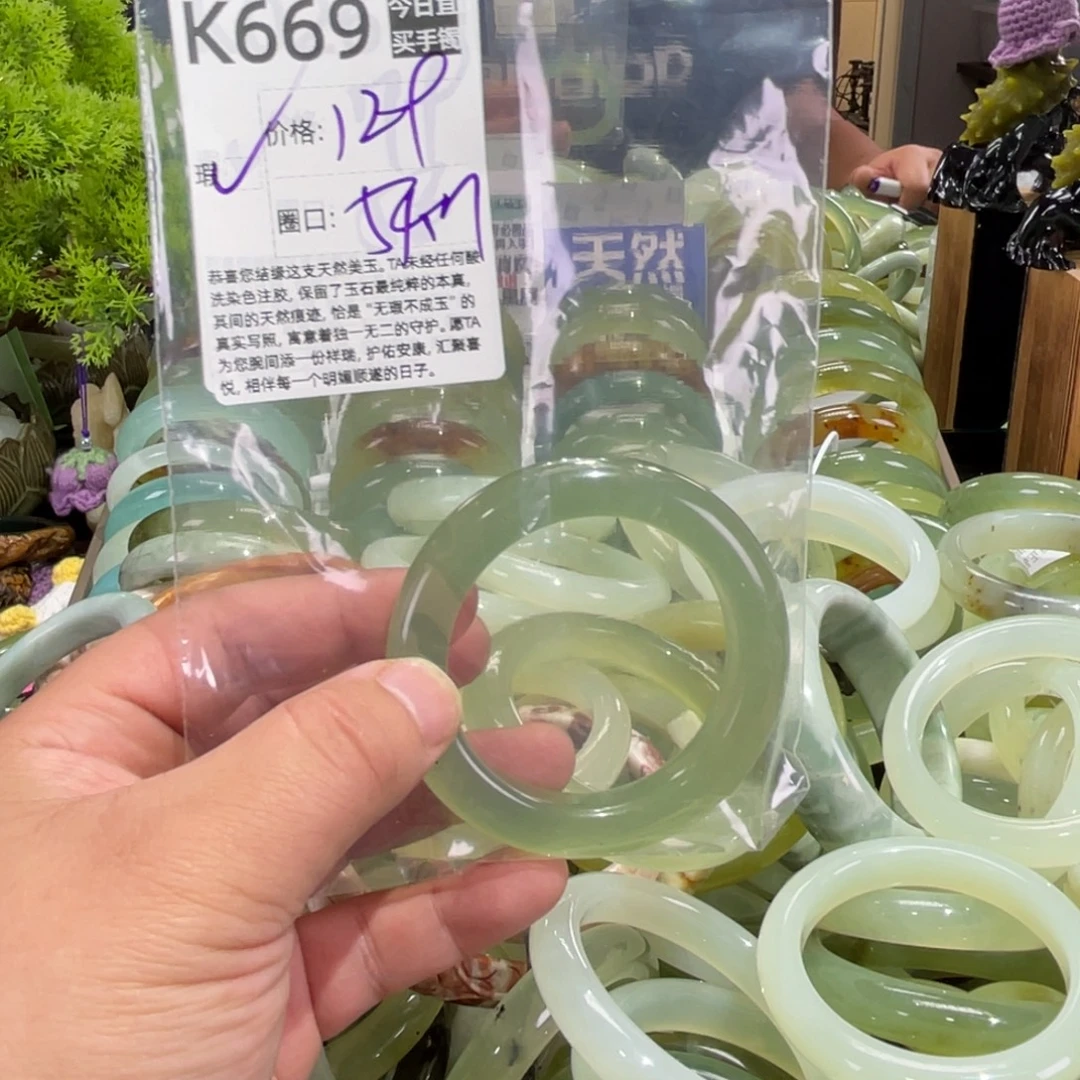 K669
今日直
买手镯
价格: 129
瑕
圈口: 54
恭喜您结缘这支天然美玉。TA未经任何酸
洗染色注胶, 保留了玉石最纯粹的本真,
其间的天然痕迹, 恰是“无瑕不成玉”的
真实写照, 寓意着独一无二的守护。愿TA
为您腕间添一份祥瑞, 护佑安康, 汇聚喜
悦, 相伴每一个明媚顺遂的日子。
天然